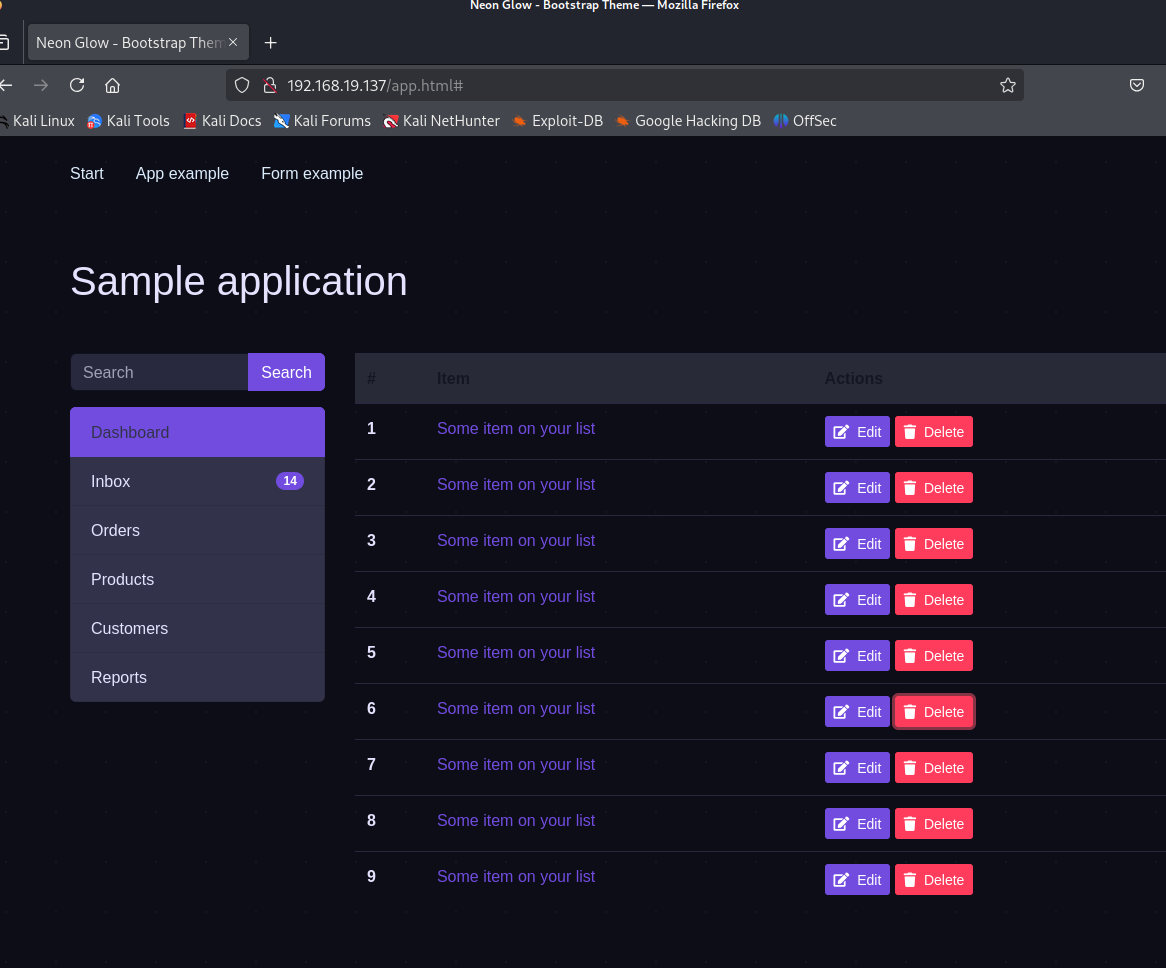 Neon Glow - Bootstrap Theme — Mozilla Firefox
Neon Glow - Bootstrap Them
192.168.19.137/app.html#
Kali Linux Kali Tools Kali Docs Kali Forums Kali NetHunter Exploit-DB Google Hacking DB OffSec
Start App example Form example
Sample application
Search Search
# Item Actions
Dashboard
Inbox 14
Orders
Products
Customers
Reports
1 Some item on your list Edit Delete
2 Some item on your list Edit Delete
3 Some item on your list Edit Delete
4 Some item on your list Edit Delete
5 Some item on your list Edit Delete
6 Some item on your list Edit Delete
7 Some item on your list Edit Delete
8 Some item on your list Edit Delete
9 Some item on your list Edit Delete